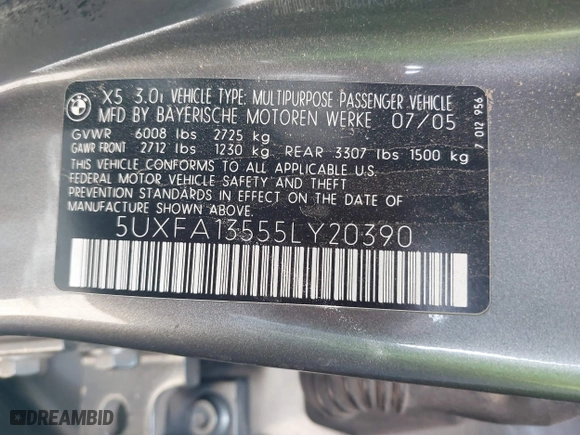 BMW
X5 3.0i VEHICLE TYPE: MULTIPURPOSE PASSENGER VEHICLE
MFD BY BAYERISCHE MOTOREN WERKE 07/05
GVWR 6008 lbs 2725 kg
GAWR FRONT 2712 lbs 1230 kg REAR 3307 lbs 1500 kg
THIS VEHICLE CONFORMS TO ALL APPLICABLE U.S.
FEDERAL MOTOR VEHICLE SAFETY AND THEFT
PREVENTION STANDARDS IN EFFECT ON THE DATE OF
MANUFACTURE SHOWN ABOVE.
5UXFA13555LY20390
7 012 956
DREAMBID